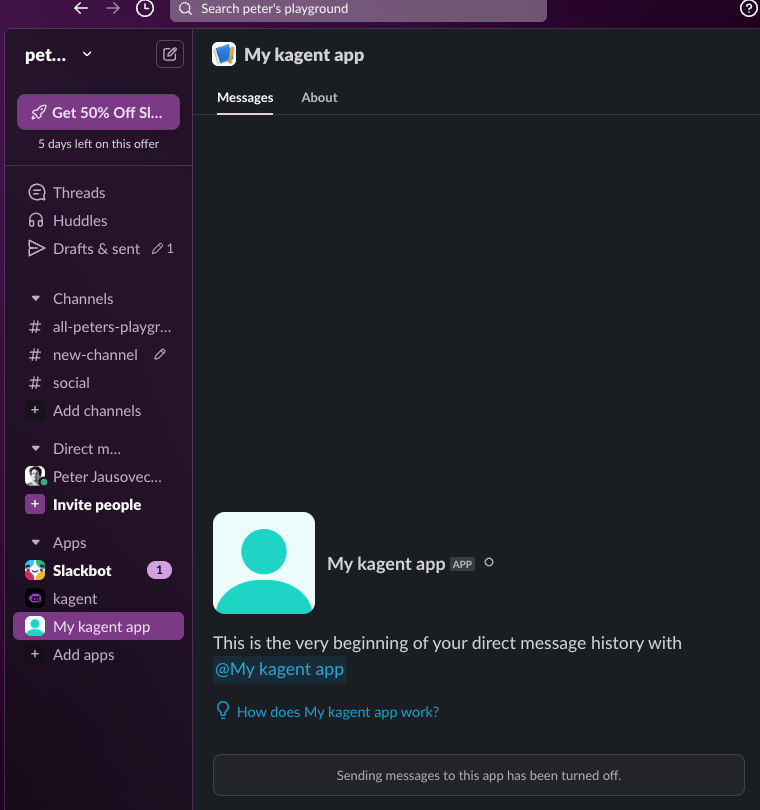 Search peter's playground
pet...
Get 50% Off Sl...
5 days left on this offer
Threads
Huddles
Drafts & sent 1
Channels
# all-peters-playgr...
# new-channel
# social
+ Add channels
Direct m...
Peter Jausovec...
+ Invite people
Apps
Slackbot 1
kagent
My kagent app
+ Add apps
My kagent app
Messages About
My kagent app APP
This is the very beginning of your direct message history with
@My kagent app
How does My kagent app work?
Sending messages to this app has been turned off.